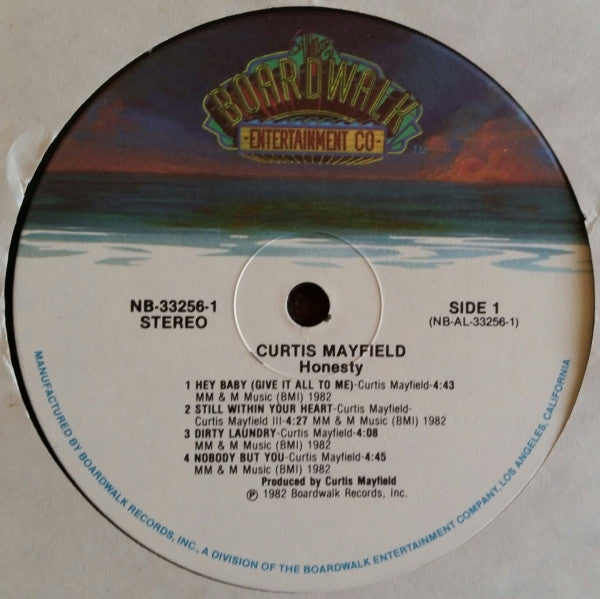 The
BOARDWALK
-ENTERTAINMENT CO-
TM
NB-33256-1
STEREO
SIDE 1
(NB-AL-33256-1)
CURTIS MAYFIELD
Honesty
1 HEY BABY (GIVE IT ALL TO ME)-Curtis Mayfield-4:43
MM & M Music (BMI) 1982
2 STILL WITHIN YOUR HEART-Curtis Mayfield-
Curtis Mayfield III-4:27 MM & M Music (BMI) 1982
3 DIRTY LAUNDRY-Curtis Mayfield-4:08
MM & M Music (BMI) 1982
4 NOBODY BUT YOU-Curtis Mayfield-4:45
MM & M Music (BMI) 1982
Produced by Curtis Mayfield
℗ 1982 Boardwalk Records, Inc.
MANUFACTURED BY BOARDWALK RECORDS, INC., A DIVISION OF THE BOARDWALK ENTERTAINMENT COMPANY, LOS ANGELES, CALIFORNIA